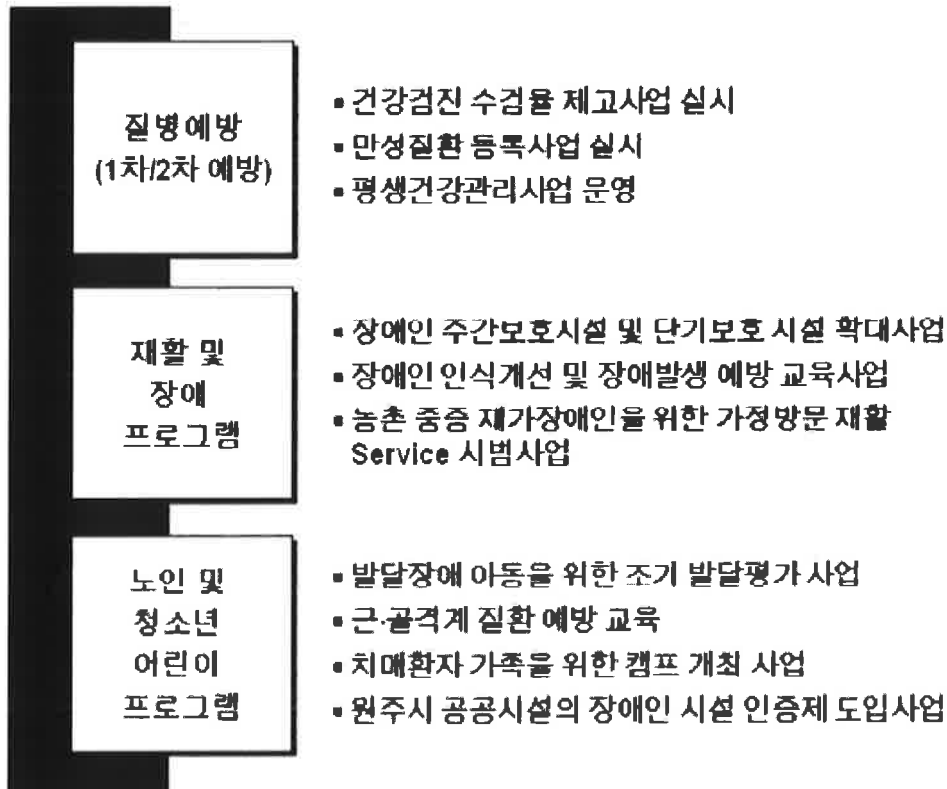 질병예방
(1차/2차 예방)
▪ 건강검진 수검율 제고사업 실시
▪ 만성질환 등록사업 실시
▪ 평생건강관리사업 운영
재활 및
장애
프로그램
▪ 장애인 주간보호시설 및 단기보호 시설 확대사업
▪ 장애인 인식개선 및 장애발생 예방 교육사업
▪ 농촌 중증 재가장애인을 위한 가정방문 재활
Service 시범사업
노인 및
청소년
어린이
프로그램
▪ 발달장애 아동을 위한 조기 발달평가 사업
▪ 근·골격계 질환 예방 교육
▪ 치매환자 가족을 위한 캠프 개최 사업
▪ 원주시 공공시설의 장애인 시설 인증제 도입사업